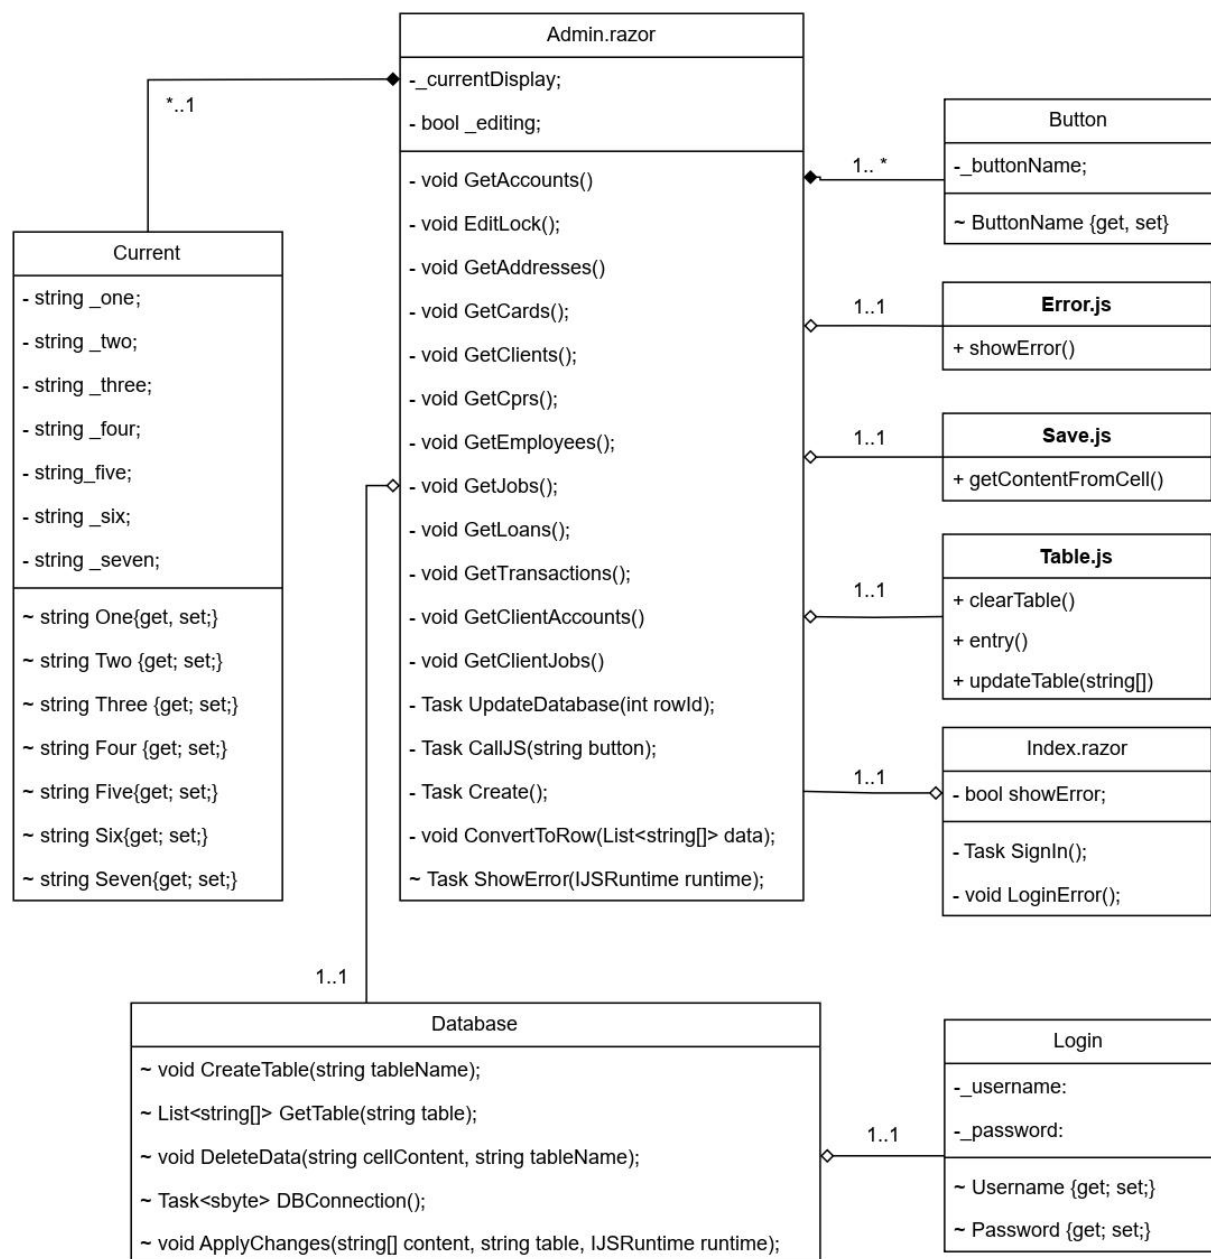 Admin.razor
-_currentDisplay;
- bool _editing;
- void GetAccounts()
- void EditLock();
- void GetAddresses()
- void GetCards();
- void GetClients();
- void GetCprs();
- void GetEmployees();
- void GetJobs();
- void GetLoans();
- void GetTransactions();
- void GetClientAccounts()
- void GetClientJobs()
- Task UpdateDatabase(int rowId);
- Task CallJS(string button);
- Task Create();
- void ConvertToRow(List<string[]> data);
~ Task ShowError(IJSRuntime runtime);
*..1
Current
- string _one;
- string _two;
- string _three;
- string _four;
- string_five;
- string _six;
- string _seven;
~ string One{get, set;}
~ string Two {get; set;}
~ string Three {get; set;}
~ string Four {get; set;}
~ string Five{get; set;}
~ string Six{get; set;}
~ string Seven{get; set;}
1.. *
Button
-_buttonName;
~ ButtonName {get, set}
1..1
Error.js
+ showError()
1..1
Save.js
+ getContentFromCell()
1..1
Table.js
+ clearTable()
+ entry()
+ updateTable(string[])
1..1
Index.razor
- bool showError;
- Task SignIn();
- void LoginError();
1..1
Database
~ void CreateTable(string tableName);
~ List<string[]> GetTable(string table);
~ void DeleteData(string cellContent, string tableName);
~ Task<sbyte> DBConnection();
~ void ApplyChanges(string[] content, string table, IJSRuntime runtime);
1..1
Login
-_username:
-_password:
~ Username {get; set;}
~ Password {get; set;}